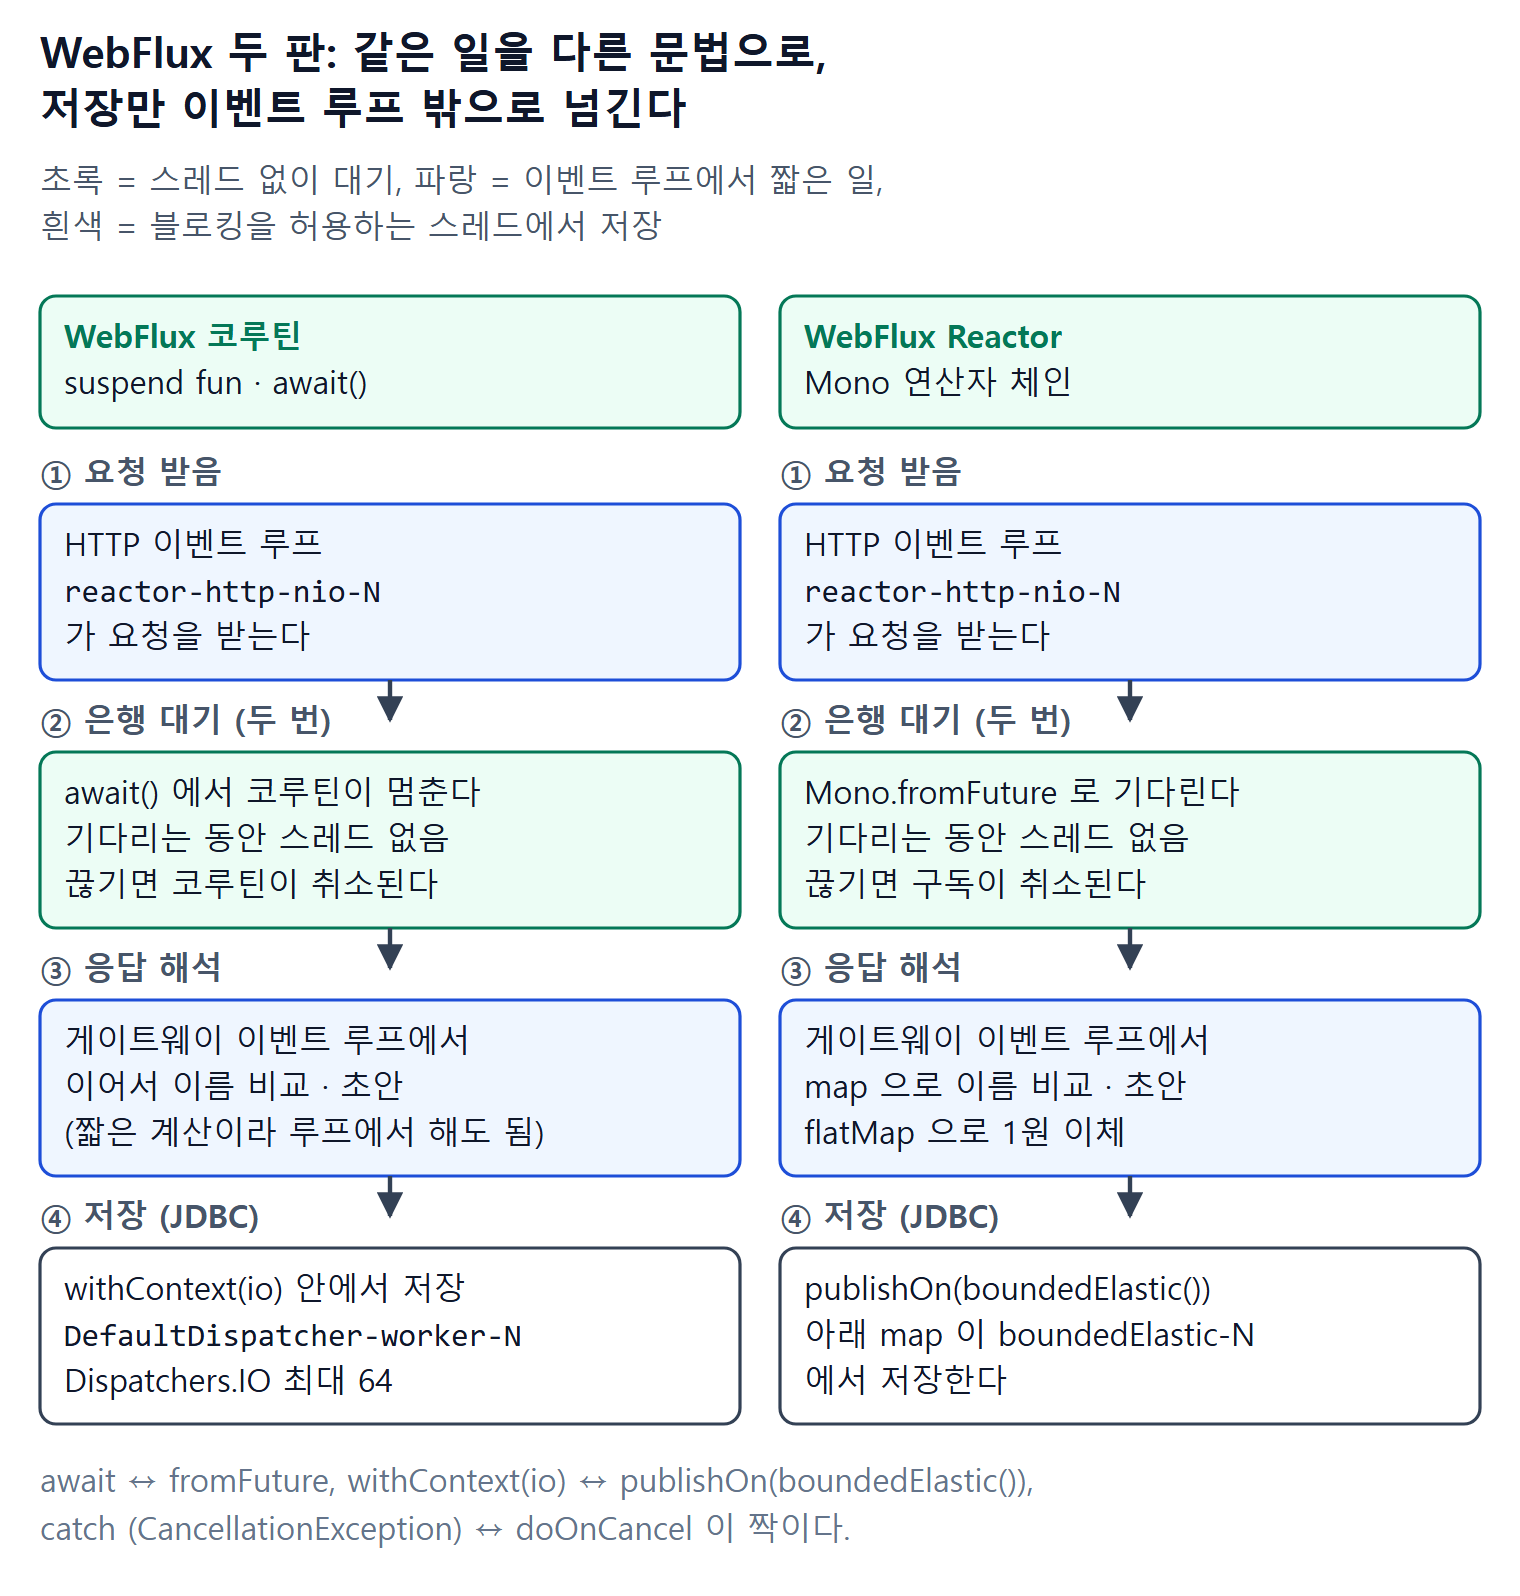 WebFlux 두 판: 같은 일을 다른 문법으로,
저장만 이벤트 루프 밖으로 넘긴다
초록 = 스레드 없이 대기, 파랑 = 이벤트 루프에서 짧은 일,
흰색 = 블로킹을 허용하는 스레드에서 저장
WebFlux 코루틴
suspend fun · await()
① 요청 받음
HTTP 이벤트 루프
reactor-http-nio-N
가 요청을 받는다
② 은행 대기 (두 번)
await() 에서 코루틴이 멈춘다
기다리는 동안 스레드 없음
끊기면 코루틴이 취소된다
③ 응답 해석
게이트웨이 이벤트 루프에서
이어서 이름 비교 · 초안
(짧은 계산이라 루프에서 해도 됨)
④ 저장 (JDBC)
withContext(io) 안에서 저장
DefaultDispatcher-worker-N
Dispatchers.IO 최대 64
WebFlux Reactor
Mono 연산자 체인
① 요청 받음
HTTP 이벤트 루프
reactor-http-nio-N
가 요청을 받는다
② 은행 대기 (두 번)
Mono.fromFuture 로 기다린다
기다리는 동안 스레드 없음
끊기면 구독이 취소된다
③ 응답 해석
게이트웨이 이벤트 루프에서
map 으로 이름 비교 · 초안
flatMap 으로 1원 이체
④ 저장 (JDBC)
publishOn(boundedElastic())
아래 map 이 boundedElastic-N
에서 저장한다
await ↔ fromFuture, withContext(io) ↔ publishOn(boundedElastic()),
catch (CancellationException) ↔ doOnCancel 이 짝이다.